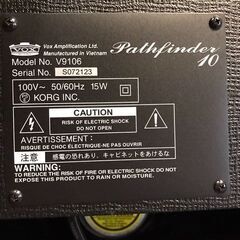 VOX
Vox Amplification Ltd.
Manufactured in Vietnam
Pathfinder
10
Model No. V9106
Serial No. S072123
100V~ 50/60Hz 15W
© KORG INC.
CAUTION
RISK OF ELECTRIC SHOCK
DO NOT OPEN
AVERTISSEMENT:
RISQUE DE CHOC ÉLECTRIQUE
NE PAS OUVRIR
注意
感電の恐れあり、キャビネットをあけるな
WARNING:
TO REDUCE THE RISK OF FIRE OR ELECTRIC SHOCK
DO NOT EXPOSE THIS EQUIPMENT TO RAIN OR
MOISTURE.